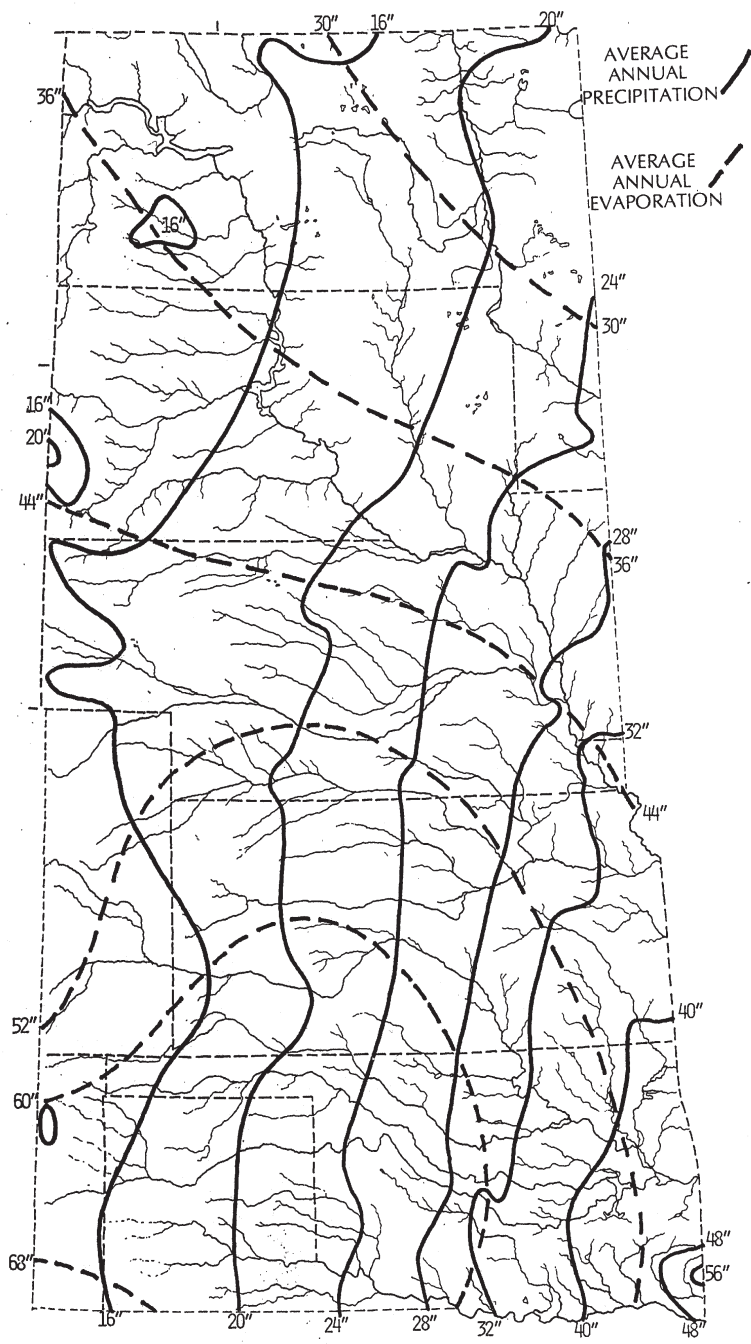 30" 16" 20"
AVERAGE
ANNUAL
PRECIPITATION
36"
AVERAGE
ANNUAL
EVAPORATION
16"
24"
30"
16"
20"
44"
28"
36"
32"
44"
40"
52"
60"
48"
68"
56"
16" 20" 24" 28" 32" 40" 48"